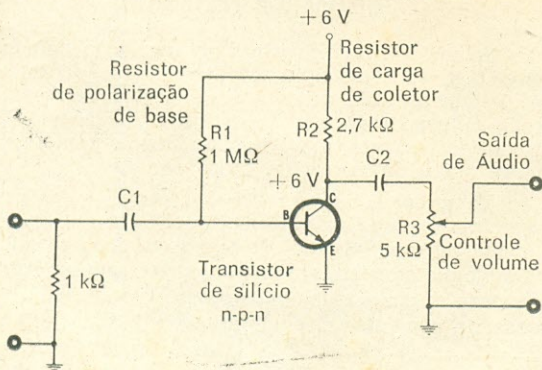 + 6 V
Resistor
de polarização
de base
Resistor
de carga
de coletor
R1
1 MΩ
R2
2,7 kΩ
C1
+ 6 V
C2
Saída
de Áudio
C
B
E
R3
5 kΩ
Controle
de volume
1 kΩ
Transistor
de silício
n-p-n